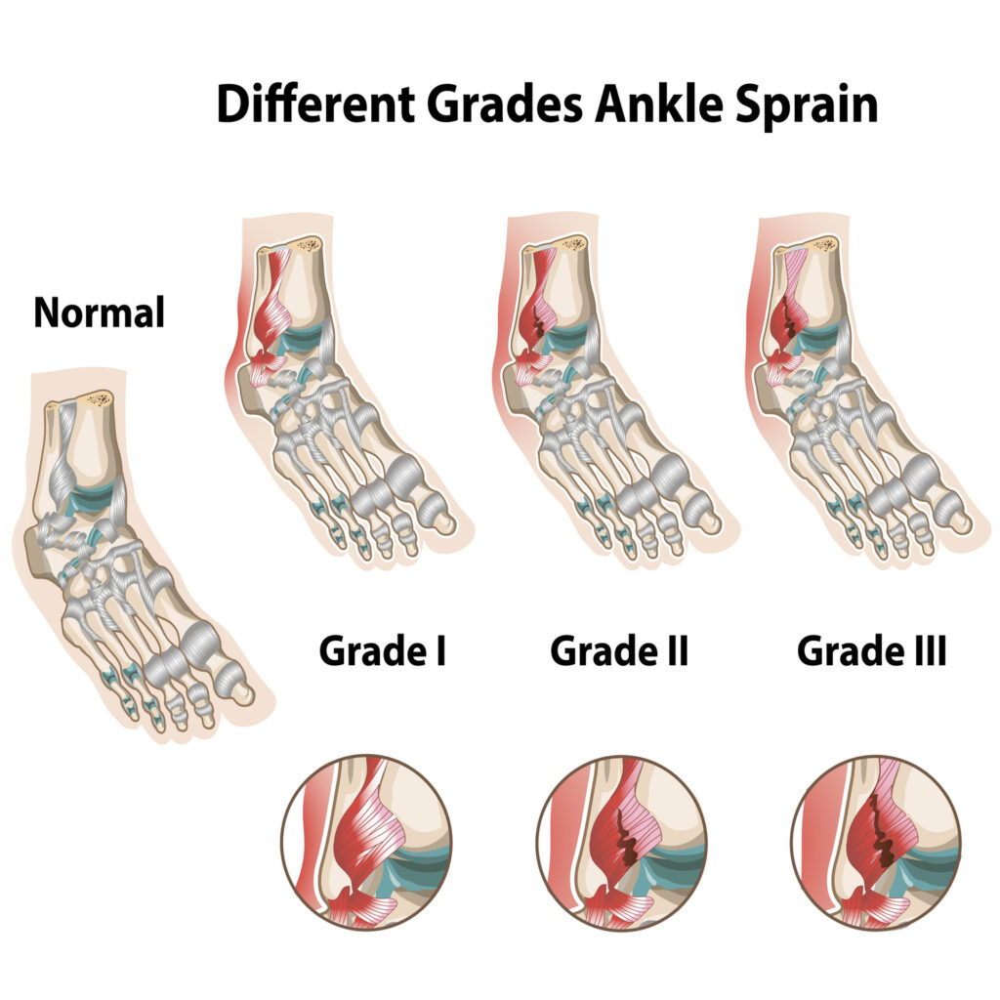 Different Grades Ankle Sprain
Normal
Grade I
Grade II
Grade III